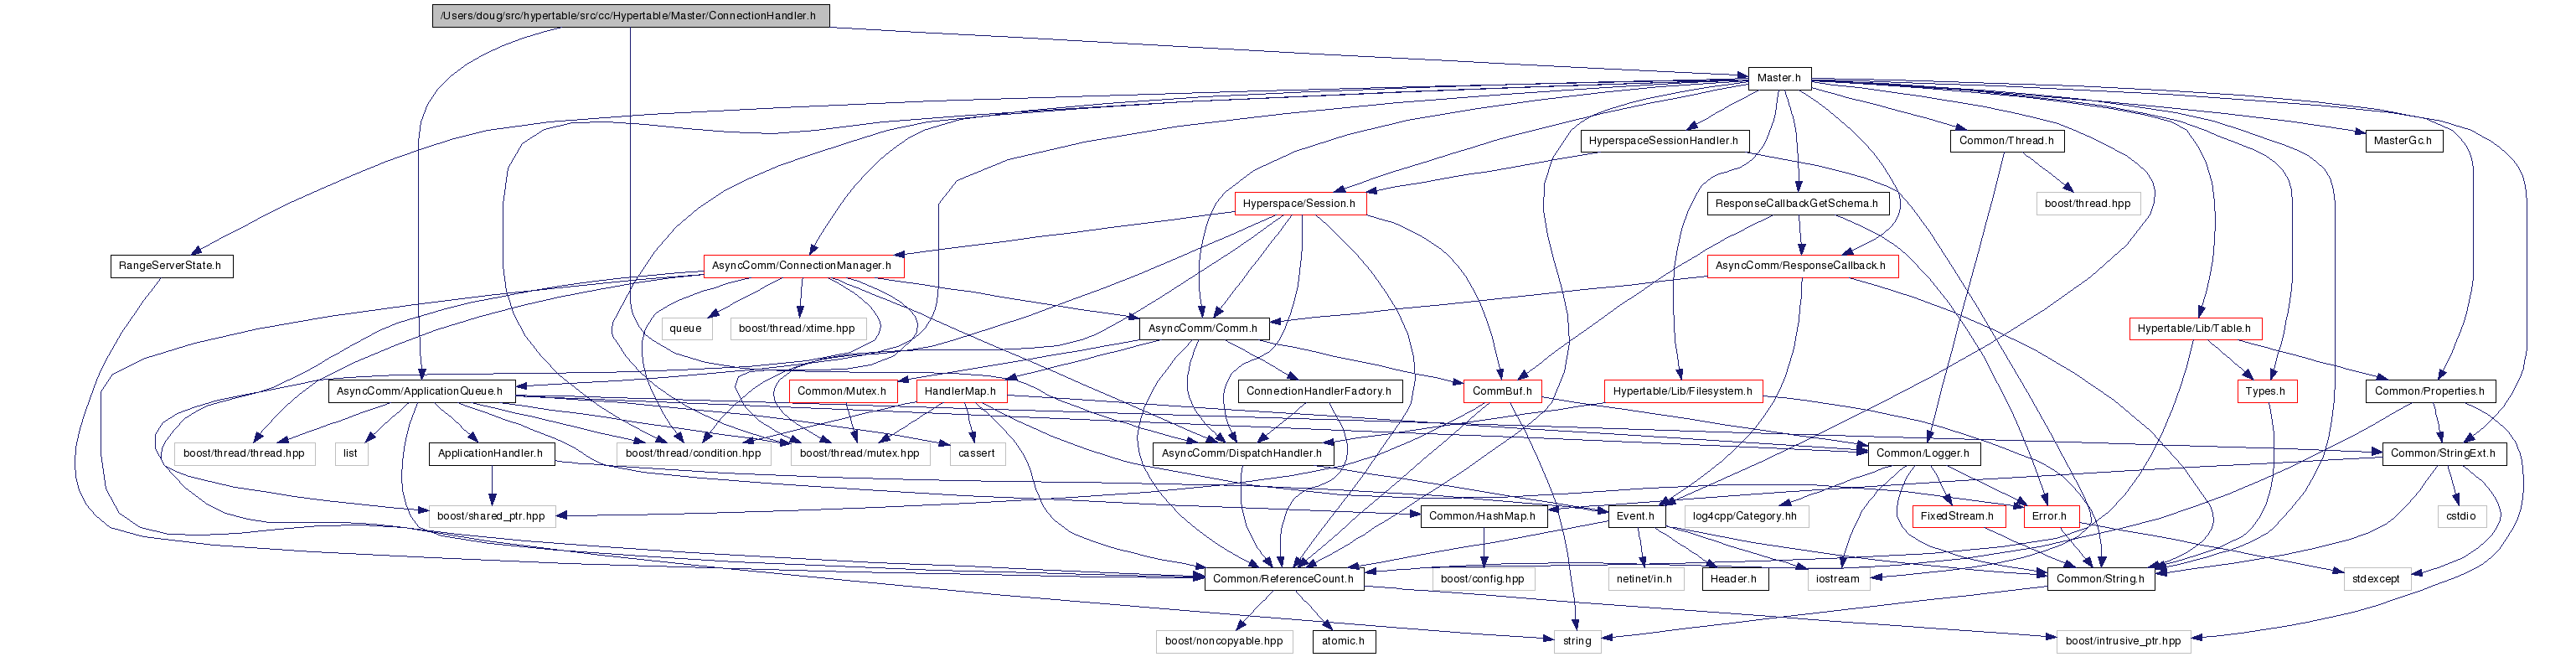 /Users/doug/src/hypertable/src/cc/Hypertable/Master/ConnectionHandler.h
Master.h
HyperspaceSessionHandler.h
Common/Thread.h
MasterGc.h
Hyperspace/Session.h
ResponseCallbackGetSchema.h
boost/thread.hpp
RangeServerState.h
AsyncComm/ConnectionManager.h
AsyncComm/ResponseCallback.h
queue
boost/thread/xtime.hpp
AsyncComm/Comm.h
Hypertable/Lib/Table.h
AsyncComm/ApplicationQueue.h
Common/Mutex.h
HandlerMap.h
ConnectionHandlerFactory.h
CommBuf.h
Hypertable/Lib/Filesystem.h
Types.h
Common/Properties.h
boost/thread/thread.hpp
list
ApplicationHandler.h
boost/thread/condition.hpp
boost/thread/mutex.hpp
cassert
AsyncComm/DispatchHandler.h
Common/Logger.h
Common/StringExt.h
boost/shared_ptr.hpp
Common/HashMap.h
Event.h
log4cpp/Category.hh
FixedStream.h
Error.h
cstdio
Common/ReferenceCount.h
boost/config.hpp
netinet/in.h
Header.h
iostream
Common/String.h
stdexcept
boost/noncopyable.hpp
atomic.h
string
boost/intrusive_ptr.hpp